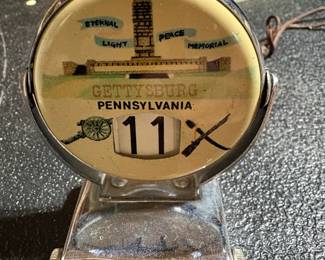 ETERNAL
LIGHT PEACE
MEMORIAL
GETTYSBURG
PENNSYLVANIA
11